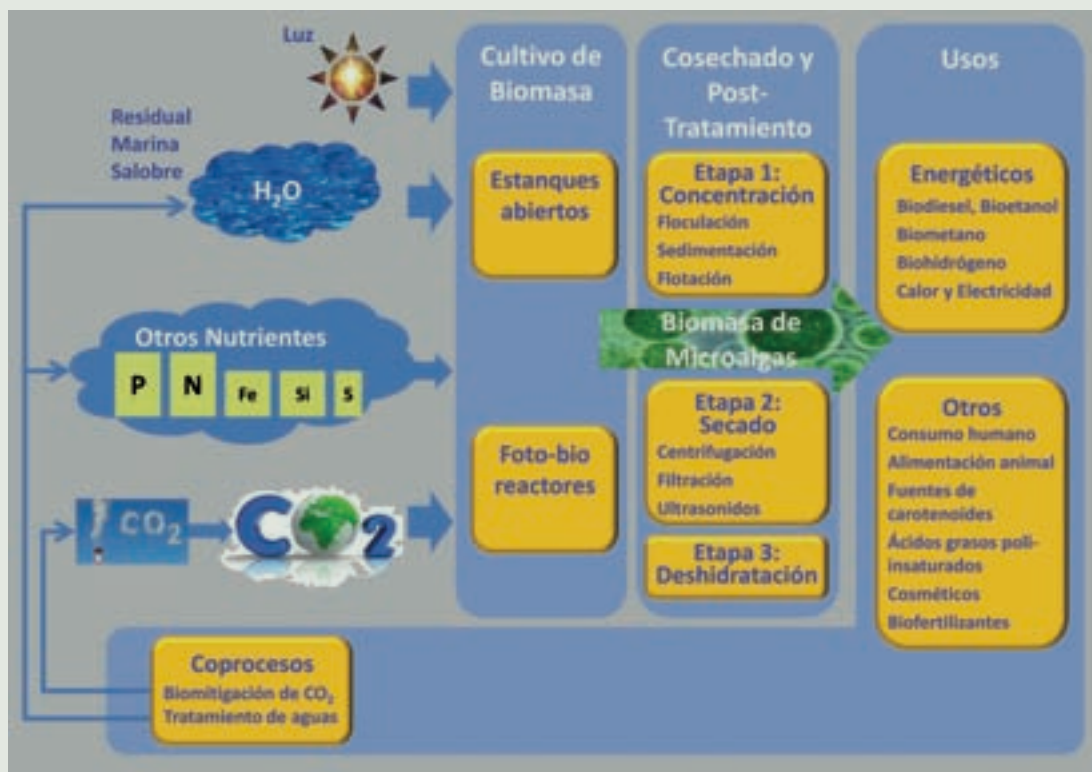 Luz
Residual
Marina
Salobre
H₂O
Otros Nutrientes
P N Fe Si S
CO₂
CO₂
Cultivo de
Biomasa
Estanques
abiertos
Foto-bio
reactores
Cosechado y
Post-
Tratamiento
Etapa 1:
Concentración
Floculación
Sedimentación
Flotación
Biomasa de
Microalgas
Etapa 2:
Secado
Centrifugación
Filtración
Ultrasonidos
Etapa 3:
Deshidratación
Usos
Energéticos
Biodiesel, Bioetanol
Biometano
Biohidrógeno
Calor y Electricidad
Otros
Consumo humano
Alimentación animal
Fuentes de
carotenoides
Ácidos grasos poli-
insaturados
Cosméticos
Biofertilizantes
Coprocesos
Biomitigación de CO₂
Tratamiento de aguas